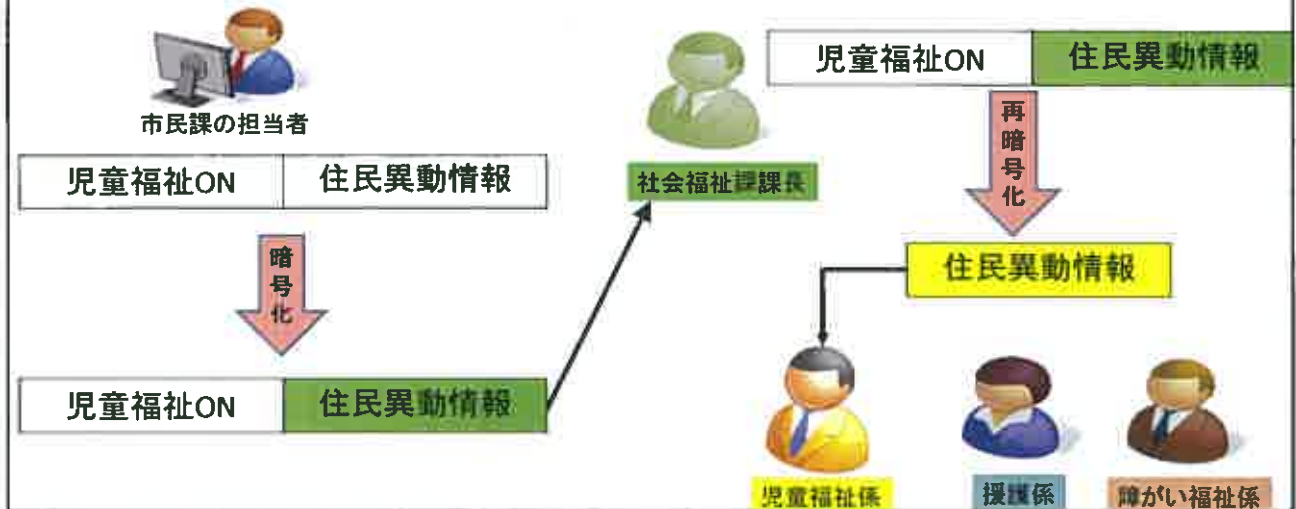 市民課の担当者
児童福祉ON 住民異動情報
暗号化
児童福祉ON 住民異動情報
社会福祉課課長
児童福祉ON 住民異動情報
再暗号化
住民異動情報
児童福祉係
援護係
障がい福祉係